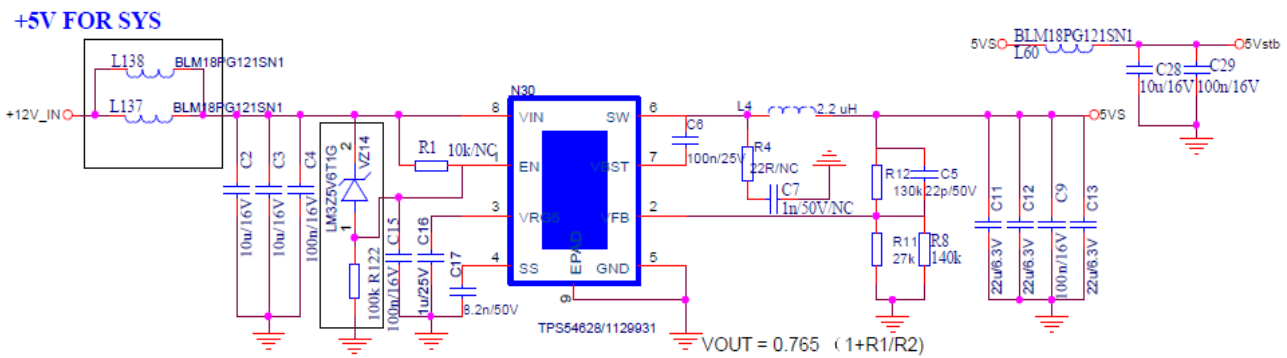 +5V FOR SYS
L138
BLM18PG121SN1
L137
BLM18PG121SN1
+12V_IN
C2
10u/16V
C3
10u/16V
C4
100n/16V
2
VZ14
LM3Z5V6T1G
1
100k R122
R1
10k/NC
C15
100n/16V
C16
1u/25V
C17
8.2n/50V
N30
8
VIN
1
EN
3
VRG5
4
SS
SW
6
VBST
7
VFB
2
GND
5
EPAD
9
TPS54628/1129931
C6
100n/25V
L4
2.2 uH
R4
22R/NC
C7
1n/50V/NC
R12
130k
C5
22p/50V
R11
27k
R8
140k
C11
22u/6.3V
C12
22u/6.3V
C9
100n/16V
C13
22u/6.3V
5VS
5VS
BLM18PG121SN1
L60
5Vstb
C28
10u/16V
C29
100n/16V
VOUT = 0.765 （1+R1/R2)